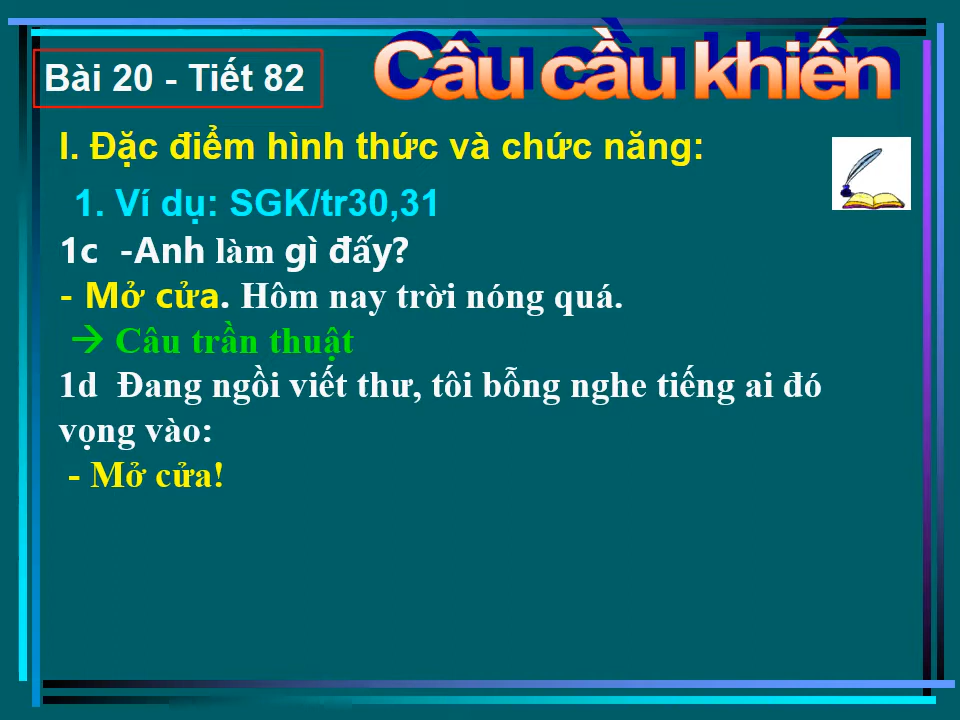 Bài 20 - Tiết 82
Câu cầu khiến
I. Đặc điểm hình thức và chức năng:
1. Ví dụ: SGK/tr30,31
1c -Anh làm gì đấy?
- Mở cửa. Hôm nay trời nóng quá.
→ Câu trần thuật
1d Đang ngồi viết thư, tôi bỗng nghe tiếng ai đó
vọng vào:
- Mở cửa!